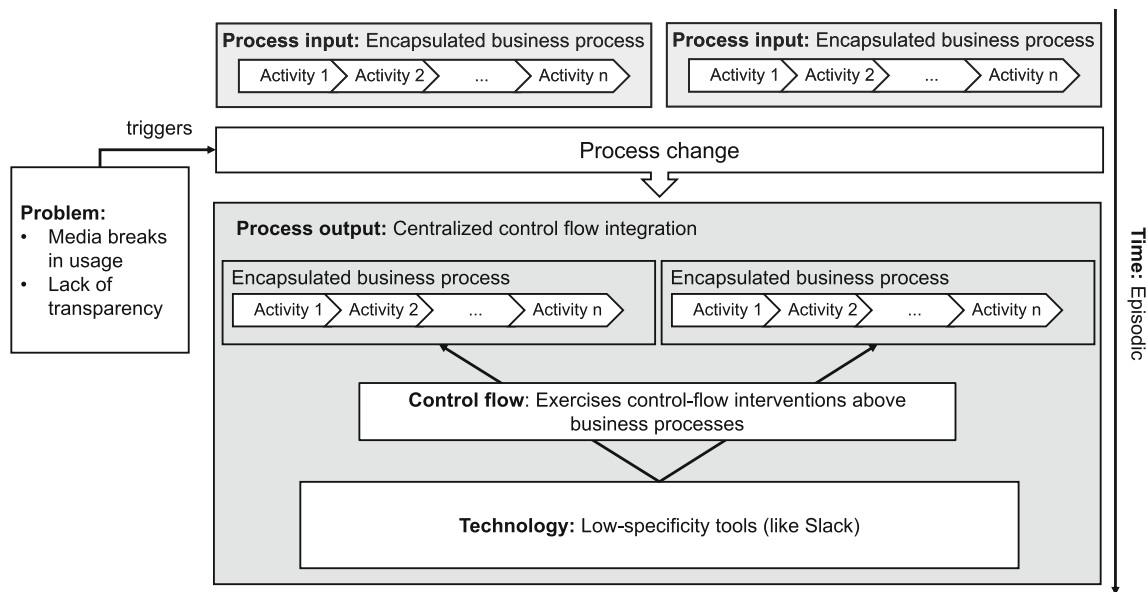 Process input: Encapsulated business process
Activity 1 Activity 2 ... Activity n
Process input: Encapsulated business process
Activity 1 Activity 2 ... Activity n
triggers
Process change
Problem:
• Media breaks
in usage
• Lack of
transparency
Process output: Centralized control flow integration
Encapsulated business process
Activity 1 Activity 2 ... Activity n
Encapsulated business process
Activity 1 Activity 2 ... Activity n
Control flow: Exercises control-flow interventions above
business processes
Technology: Low-specificity tools (like Slack)
Time: Episodic